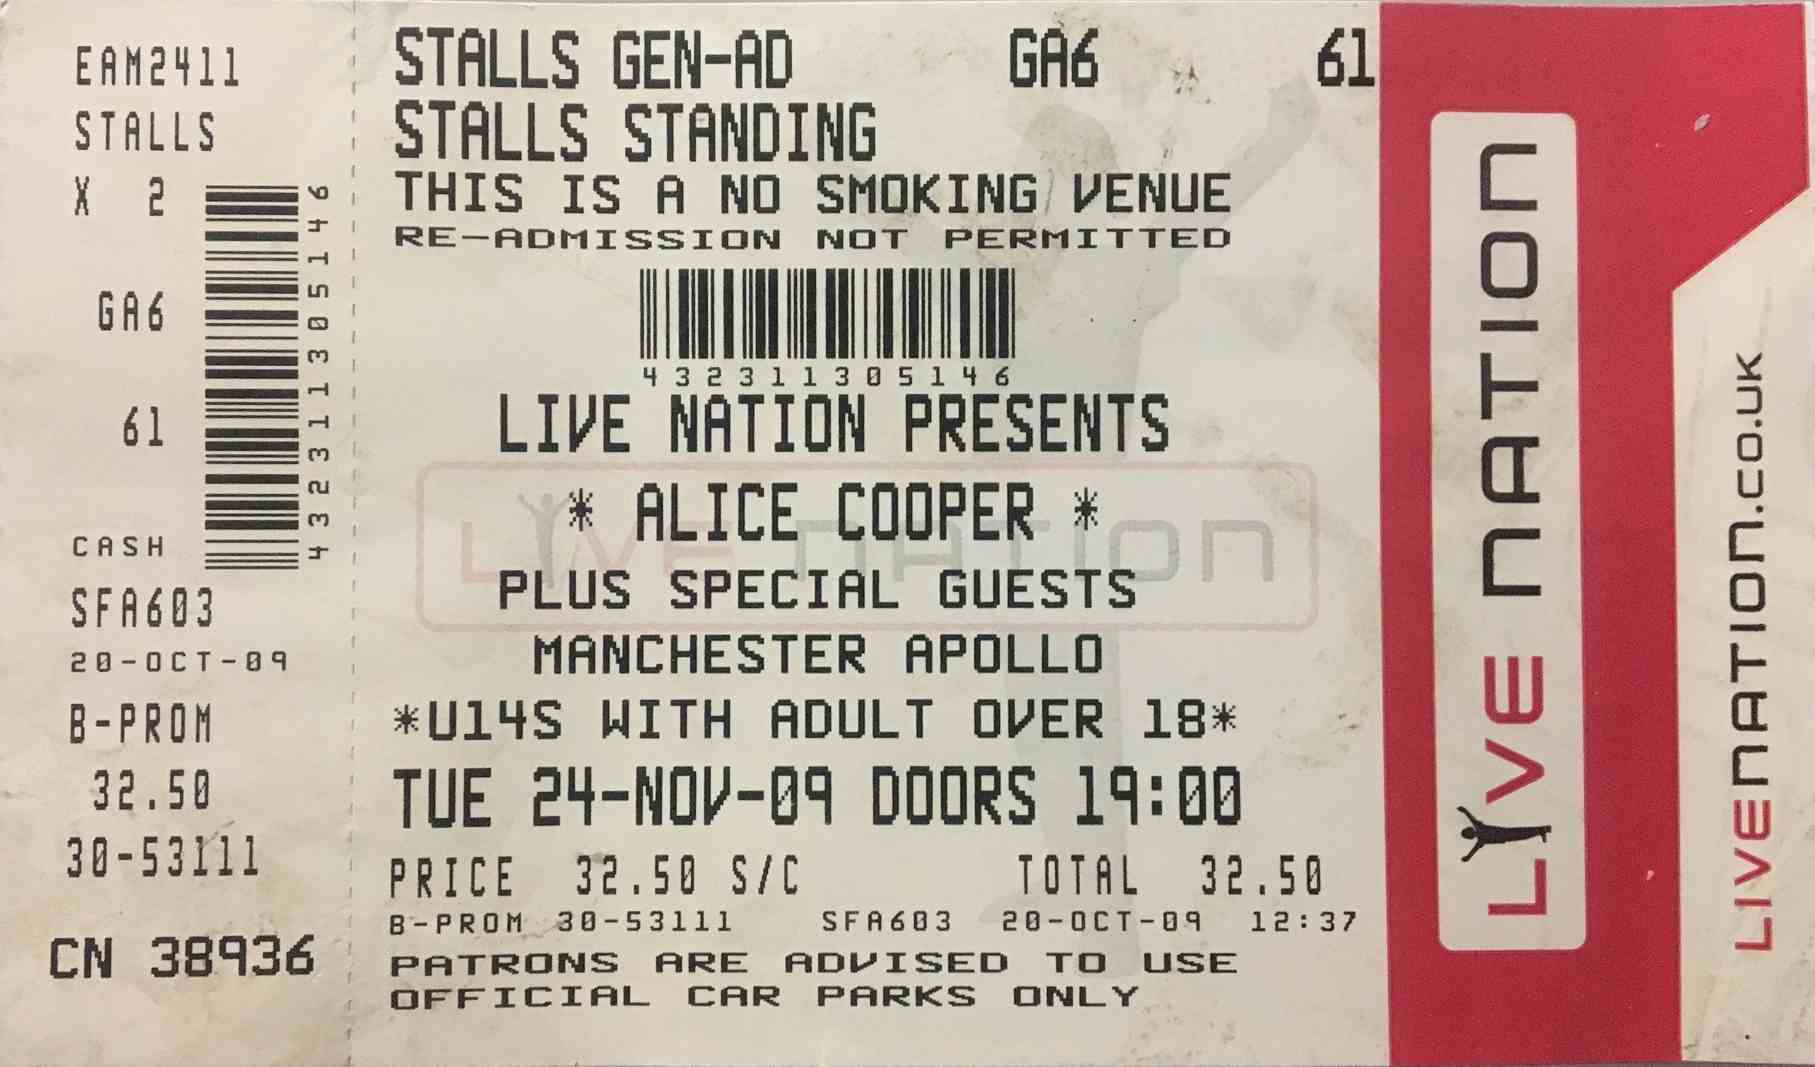 EAM2411
STALLS
X 2
GA6
61
432311305146
CASH
SFA603
20-OCT-09
B-PROM
32.50
30-53111
CN 38936
STALLS GEN-AD GA6 61
STALLS STANDING
THIS IS A NO SMOKING VENUE
RE-ADMISSION NOT PERMITTED
432311305146
LIVE NATION PRESENTS
* ALICE COOPER *
LIVE NATION
PLUS SPECIAL GUESTS
MANCHESTER APOLLO
*U14S WITH ADULT OVER 18*
TUE 24-NOV-09 DOORS 19:00
PRICE 32.50 S/C TOTAL 32.50
B-PROM 30-53111 SFA603 20-OCT-09 12:37
PATRONS ARE ADVISED TO USE
OFFICIAL CAR PARKS ONLY
LIVE NATION
LIVENATION.CO.UK